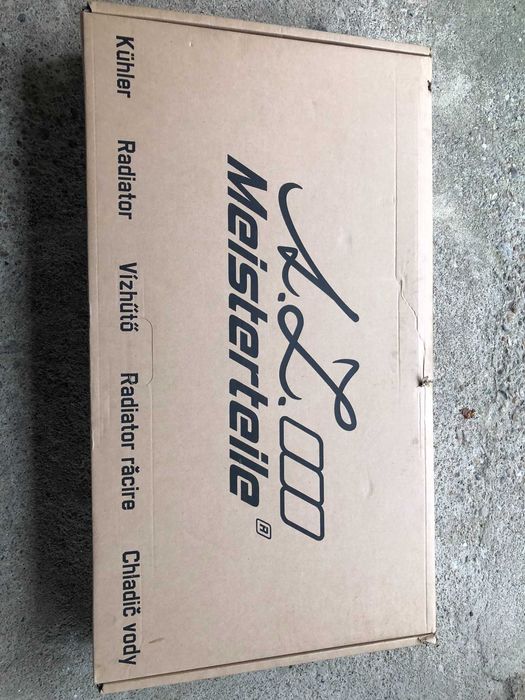 Meisterteile®
Kühler Radiator Vízhűtő Radiator răcire Chladič vody